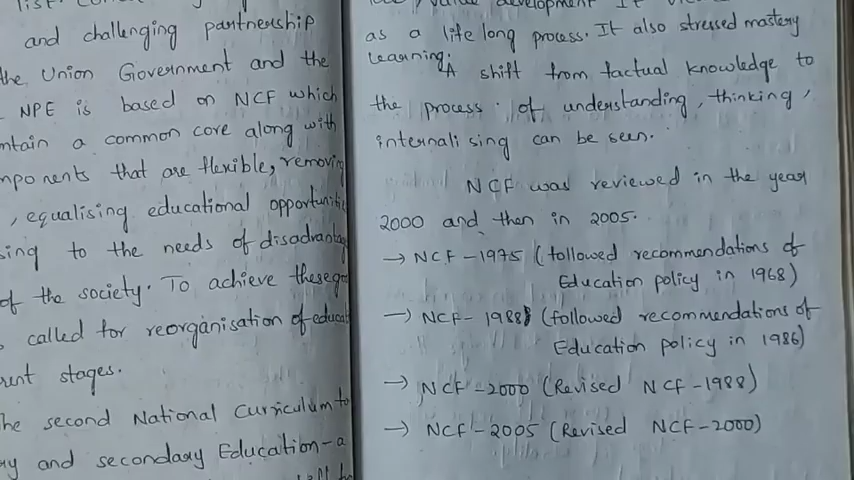 and challenging partnership
the Union Government and the
NPE is based on NCF which
ntain a common core along with
mponents that are flexible, removing
, equalising educational opportunitie
sing to the needs of disadvantag
of the society. To achieve these
called for reorganisation of educat
rent stages.
he second National Curriculum
ry and secondary Education - a
as a life long process. It also stressed mastery
Learning.
A shift from factual knowledge to
the process of understanding, thinking,
internalising can be seen.
NCF was reviewed in the year
2000 and then in 2005.
→ NCF - 1975 (followed recommendations of
Education policy in 1968)
→ NCF - 1988 (followed recommendations of
Education policy in 1986)
→ NCF - 2000 (Revised NCF - 1988)
→ NCF - 2005 (Revised NCF - 2000)